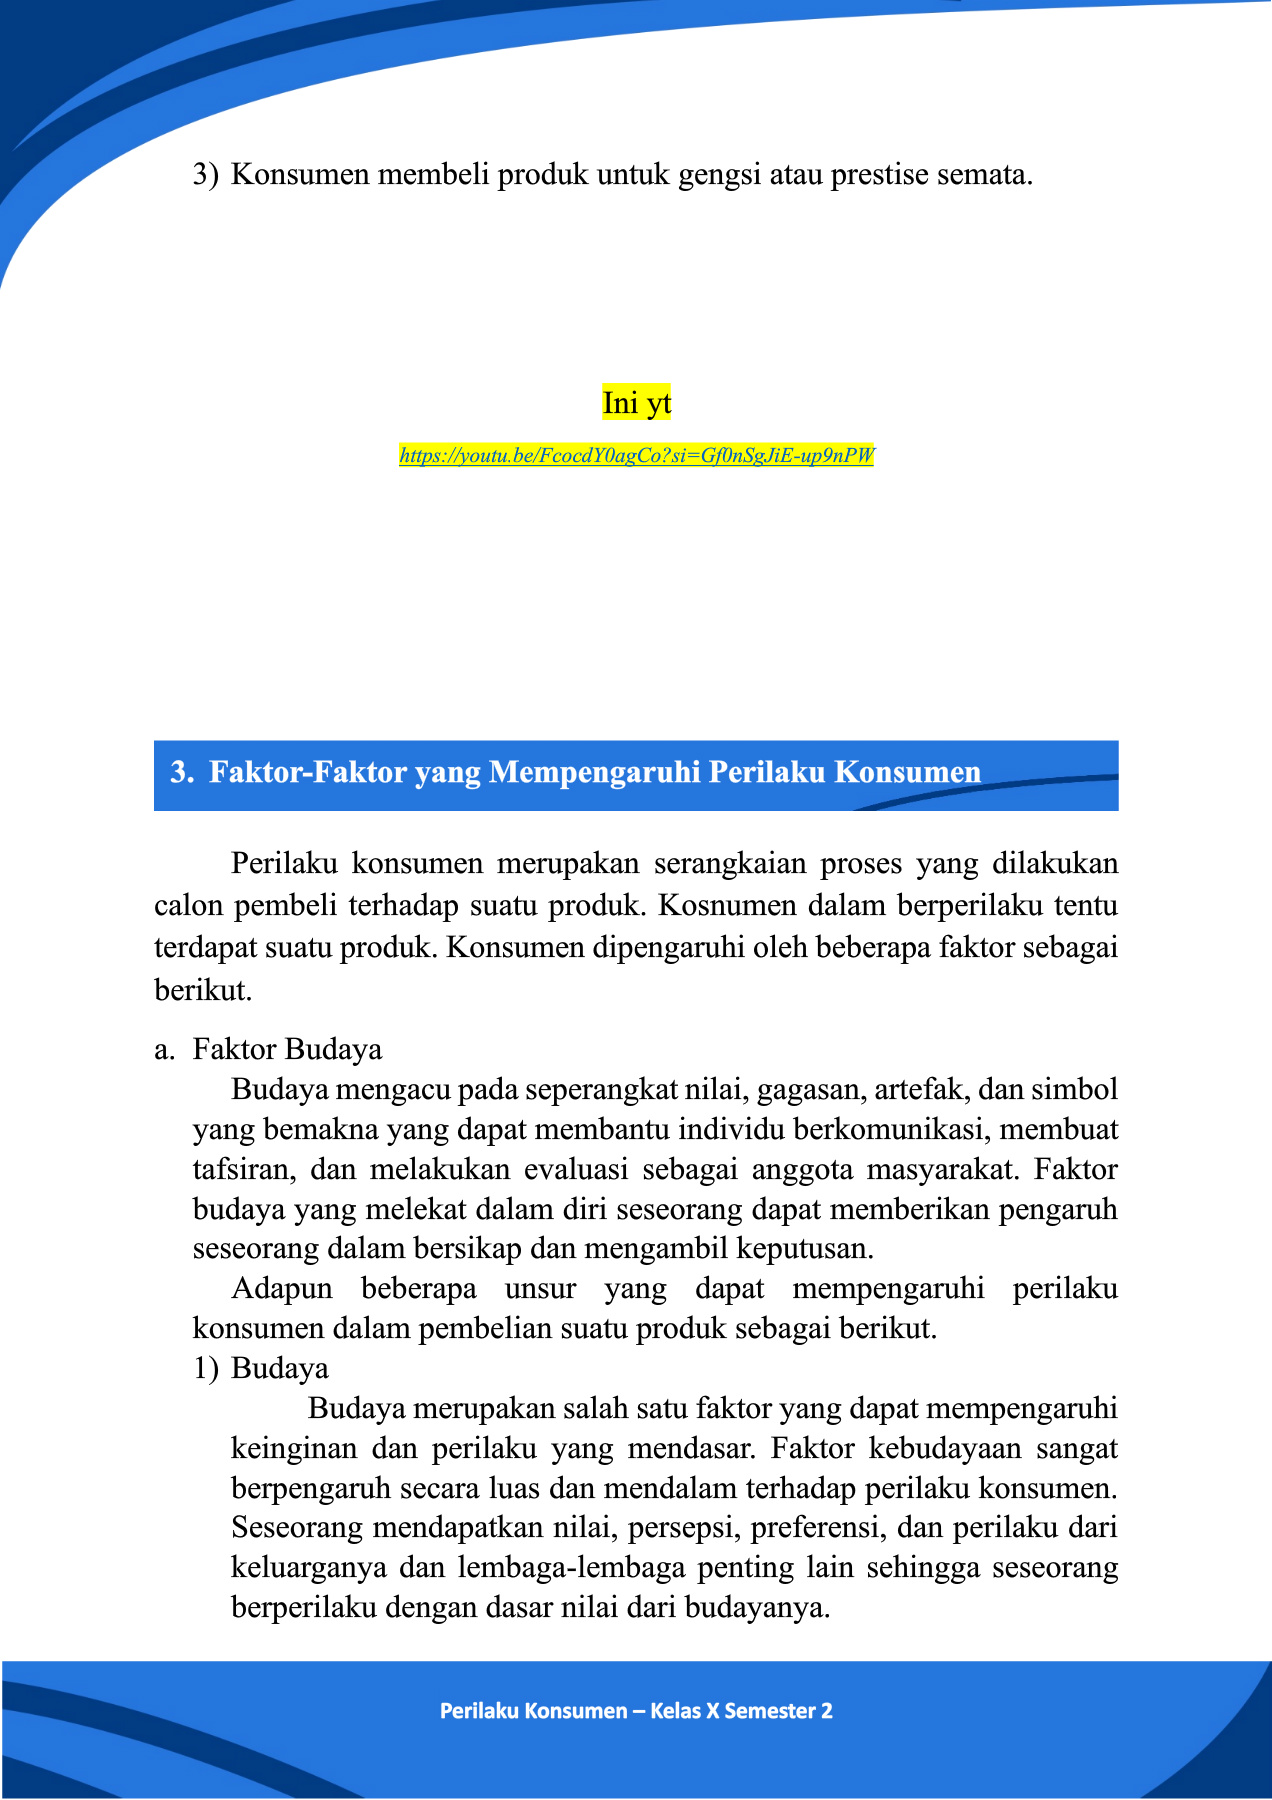 3) Konsumen membeli produk untuk gengsi atau prestise semata.
Ini yt
https://youtu.be/FcocdY0agCo?si=Gf0nSgJiE-up9nPW
3. Faktor-Faktor yang Mempengaruhi Perilaku Konsumen
Perilaku konsumen merupakan serangkaian proses yang dilakukan
calon pembeli terhadap suatu produk. Kosnumen dalam berperilaku tentu
terdapat suatu produk. Konsumen dipengaruhi oleh beberapa faktor sebagai
berikut.
a. Faktor Budaya
Budaya mengacu pada seperangkat nilai, gagasan, artefak, dan simbol
yang bemakna yang dapat membantu individu berkomunikasi, membuat
tafsiran, dan melakukan evaluasi sebagai anggota masyarakat. Faktor
budaya yang melekat dalam diri seseorang dapat memberikan pengaruh
seseorang dalam bersikap dan mengambil keputusan.
Adapun beberapa unsur yang dapat mempengaruhi perilaku
konsumen dalam pembelian suatu produk sebagai berikut.
1) Budaya
Budaya merupakan salah satu faktor yang dapat mempengaruhi
keinginan dan perilaku yang mendasar. Faktor kebudayaan sangat
berpengaruh secara luas dan mendalam terhadap perilaku konsumen.
Seseorang mendapatkan nilai, persepsi, preferensi, dan perilaku dari
keluarganya dan lembaga-lembaga penting lain sehingga seseorang
berperilaku dengan dasar nilai dari budayanya.
Perilaku Konsumen – Kelas X Semester 2